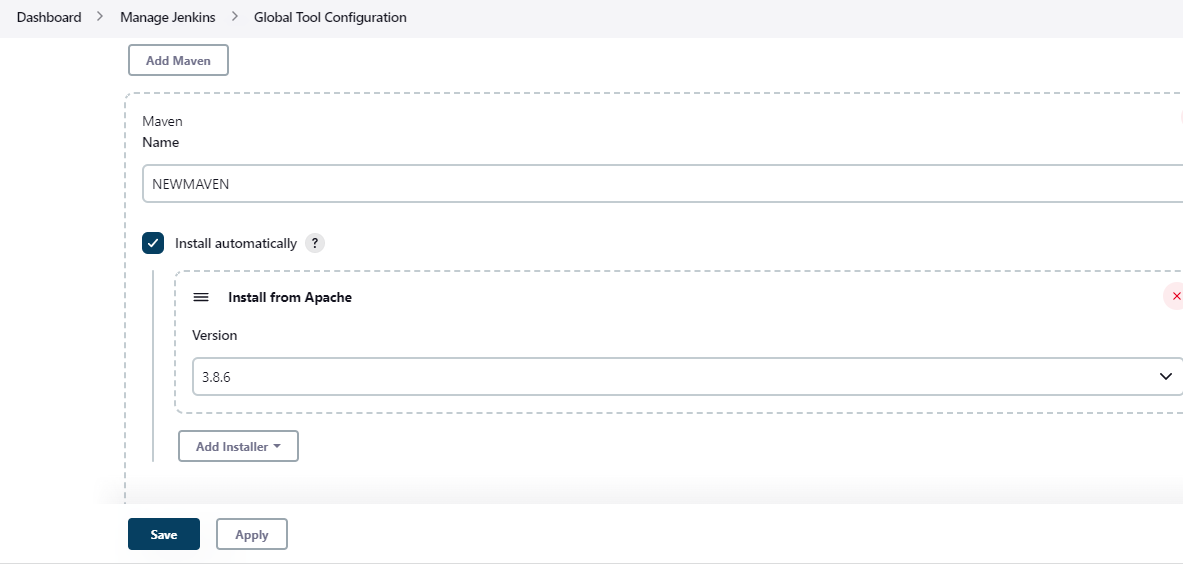 Dashboard > Manage Jenkins > Global Tool Configuration
Add Maven
Maven
Name
NEWMAVEN
Install automatically ?
Install from Apache
Version
3.8.6
Add Installer
Save Apply